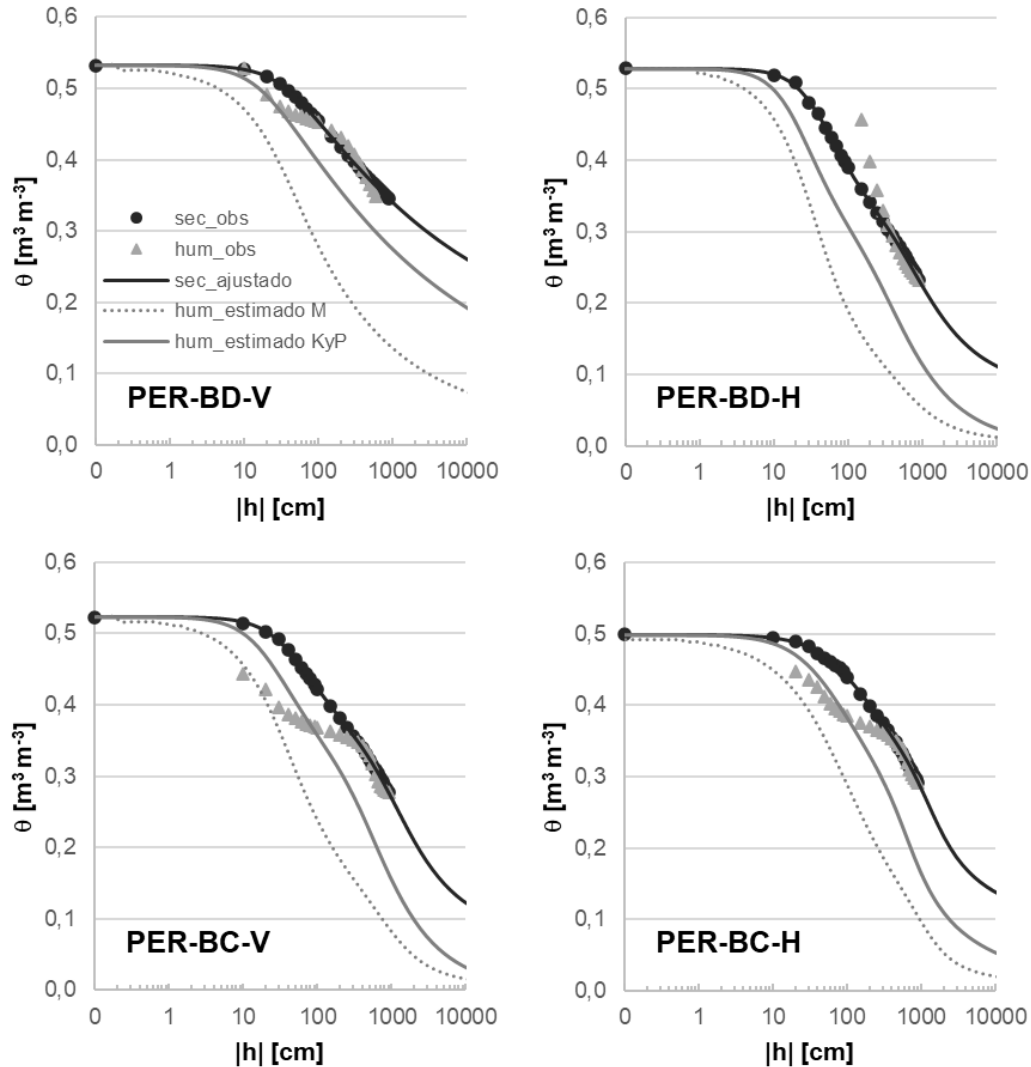 0,6
0,5
0,4
0,3
0,2
0,1
0,0
θ [m³ m⁻³]
sec_obs
hum_obs
sec_ajustado
hum_estimado M
hum_estimado KyP
PER-BD-V
0 1 10 100 1000 10000
|h| [cm]
0,6
0,5
0,4
0,3
0,2
0,1
0,0
θ [m³ m⁻³]
PER-BD-H
0 1 10 100 1000 10000
|h| [cm]
0,6
0,5
0,4
0,3
0,2
0,1
0,0
θ [m³ m⁻³]
PER-BC-V
0 1 10 100 1000 10000
|h| [cm]
0,6
0,5
0,4
0,3
0,2
0,1
0,0
θ [m³ m⁻³]
PER-BC-H
0 1 10 100 1000 10000
|h| [cm]